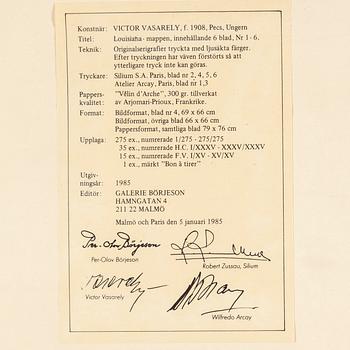 Konstnär: VICTOR VASARELY, f. 1908, Pecs, Ungern
Titel: Louisiana - mappen, innehållande 6 blad, Nr 1 - 6.
Teknik: Originalserigrafier tryckta med ljusäkta färger.
Efter tryckningen har väven förstörts så att
ytterligare tryck inte kan göras.
Tryckare: Silium S.A. Paris, blad nr 2, 4, 5, 6
Atelier Arcay, Paris, blad nr 1,3
Papperskvalitet: "Vélin d'Arche", 300 gr. tillverkat
av Arjomari-Prioux, Frankrike.
Format: Bildformat, blad nr 4, 69 x 66 cm
Bildformat, övriga blad 66 x 66 cm
Pappersformat, samtliga blad 79 x 76 cm
Upplaga: 275 ex., numrerade 1/275 - 275/275
35 ex., numrerade H.C. I/XXXV - XXXV/XXXV
15 ex., numrerade F.V. I/XV - XV/XV
1 ex., märkt "Bon à tirer"
Utgivningsår: 1985
Editör: GALERIE BÖRJESON
HAMNGATAN 4
211 22 MALMÖ
Malmö och Paris den 5 januari 1985
Per-Olov Börjeson
Per-Olov Börjeson
Robert Zussau, Silium
Vasarely
Victor Vasarely
Arcay
Wilfredo Arcay